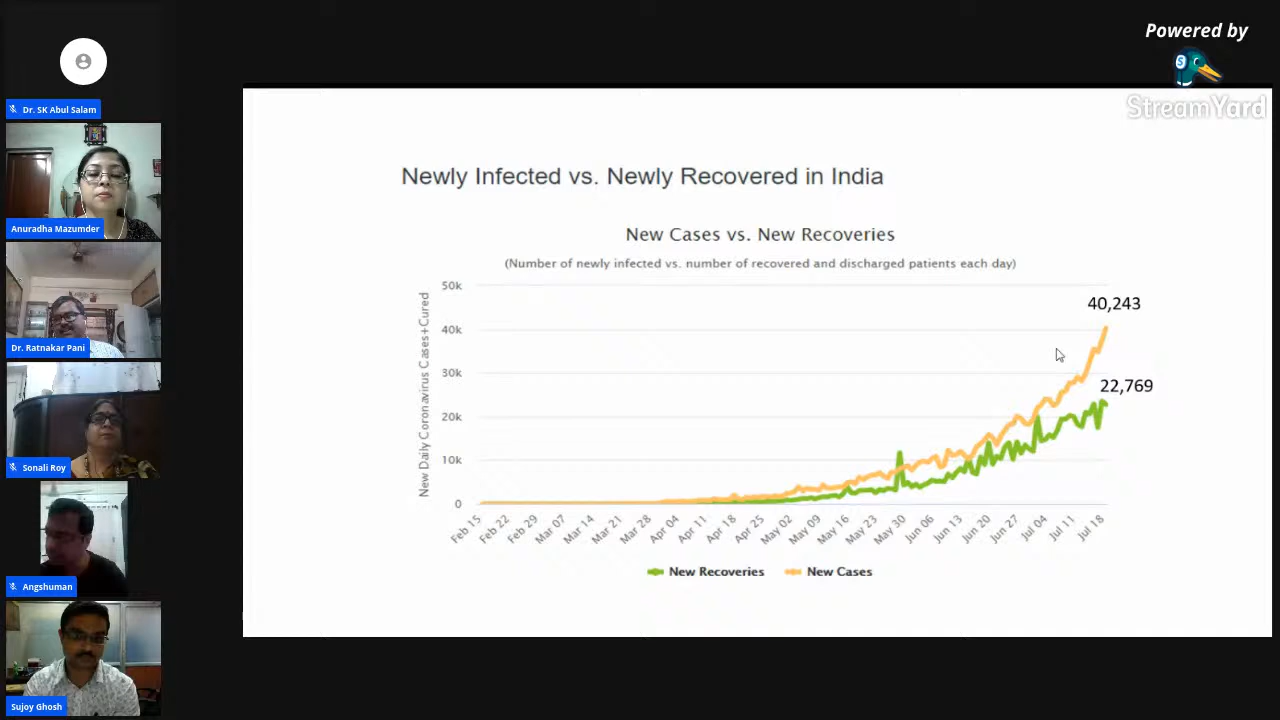 Powered by
S
StreamYard
Dr. SK Abul Salam
Anuradha Mazumder
Dr. Ratnakar Pani
Sonali Roy
Angshuman
Sujoy Ghosh
Newly Infected vs. Newly Recovered in India
New Cases vs. New Recoveries
(Number of newly infected vs. number of recovered and discharged patients each day)
New Daily Coronavirus Cases+Cured
50k
40k
30k
20k
10k
0
40,243
22,769
Feb 15
Feb 22
Feb 29
Mar 07
Mar 14
Mar 21
Mar 28
Apr 04
Apr 11
Apr 18
Apr 25
May 02
May 09
May 16
May 23
May 30
Jun 06
Jun 13
Jun 20
Jun 27
Jul 04
Jul 11
Jul 18
New Recoveries
New Cases